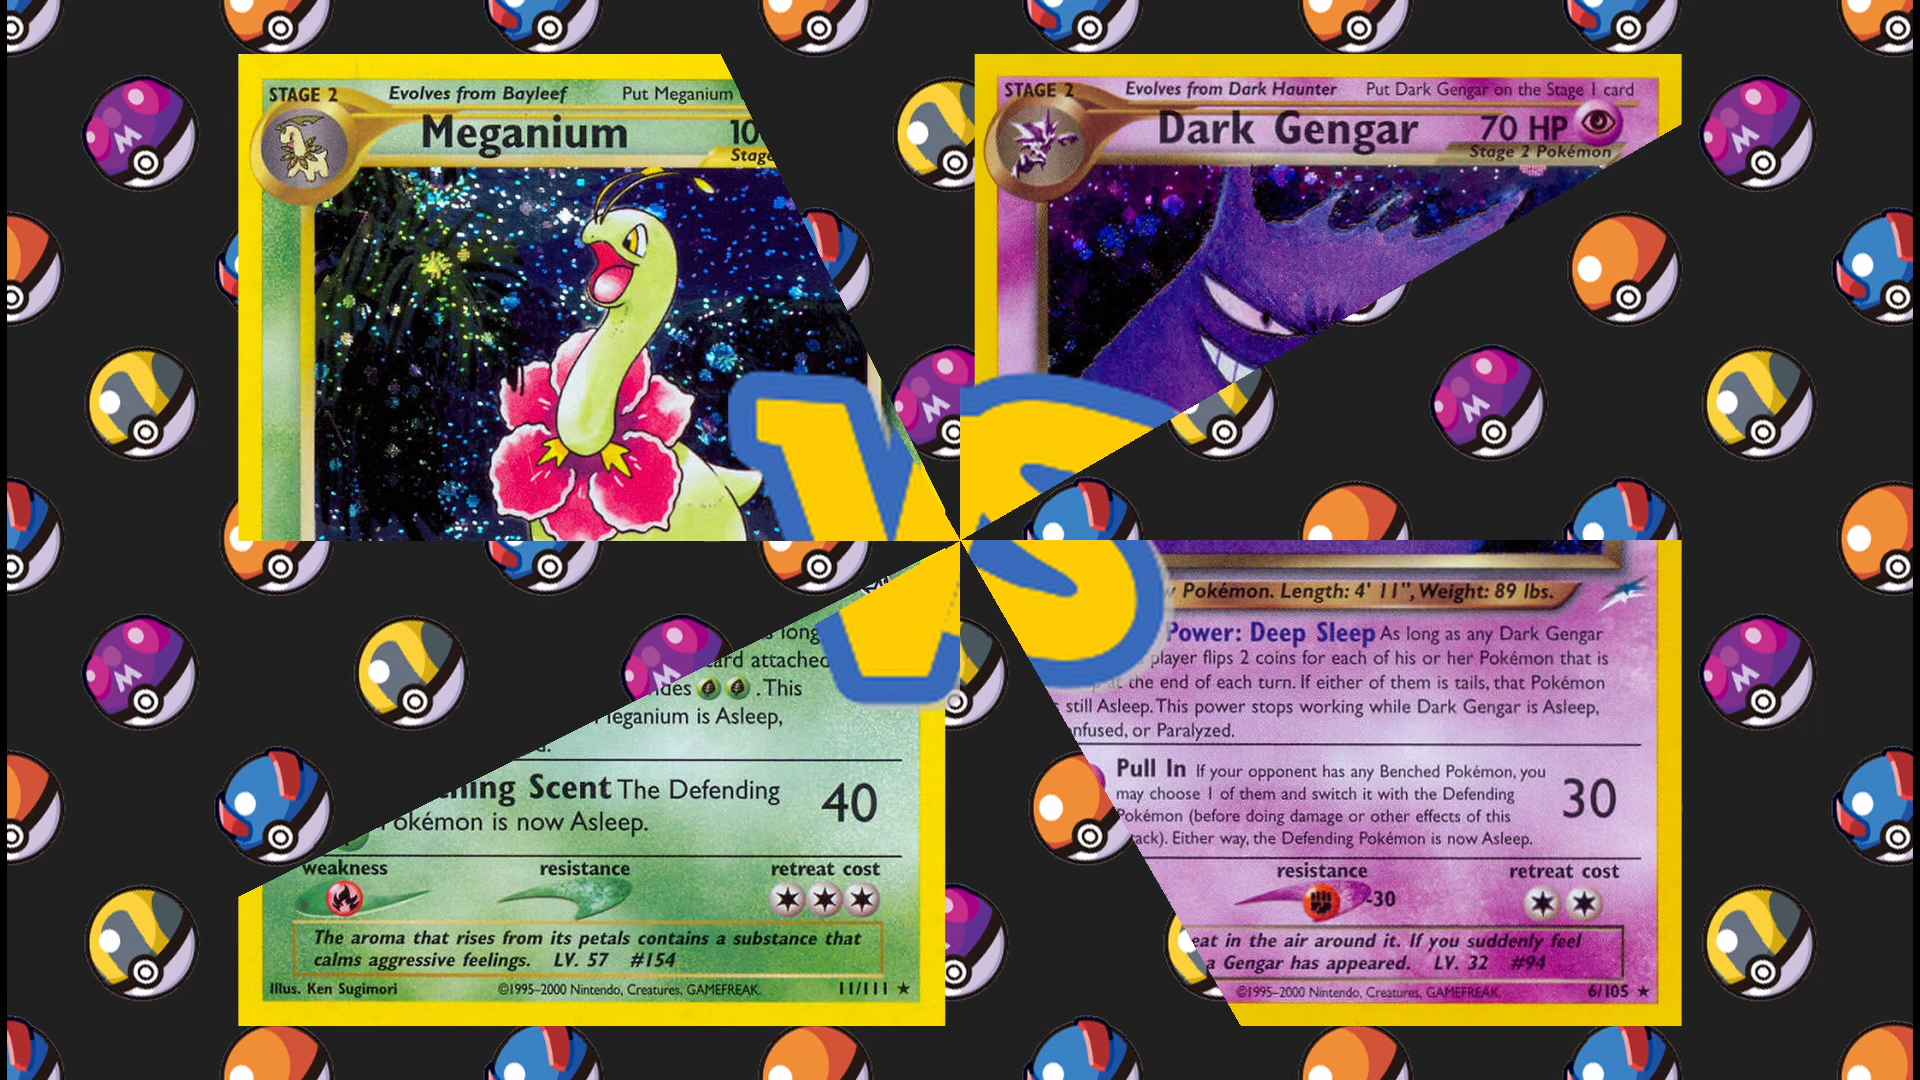 STAGE 2 Evolves from Bayleef Put Meganium
Meganium 10
Stage
VS
long
card attached
. This
Meganium is Asleep,
Scent The Defending 40
Pokémon is now Asleep.
weakness resistance retreat cost
The aroma that rises from its petals contains a substance that
calms aggressive feelings. LV. 57 #154
Illus. Ken Sugimori ©1995–2000 Nintendo, Creatures, GAMEFREAK. 11/111 ★
STAGE 2 Evolves from Dark Haunter Put Dark Gengar on the Stage 1 card
Dark Gengar 70 HP
Stage 2 Pokémon
Pokémon. Length: 4' 11", Weight: 89 lbs.
Power: Deep Sleep As long as any Dark Gengar
player flips 2 coins for each of his or her Pokémon that is
at the end of each turn. If either of them is tails, that Pokémon
still Asleep. This power stops working while Dark Gengar is Asleep,
nfused, or Paralyzed.
Pull In If your opponent has any Benched Pokémon, you
may choose 1 of them and switch it with the Defending 30
Pokémon (before doing damage or other effects of this
ack). Either way, the Defending Pokémon is now Asleep.
resistance retreat cost
-30
eat in the air around it. If you suddenly feel
a Gengar has appeared. LV. 32 #94
©1995–2000 Nintendo, Creatures, GAMEFREAK. 6/105 ★